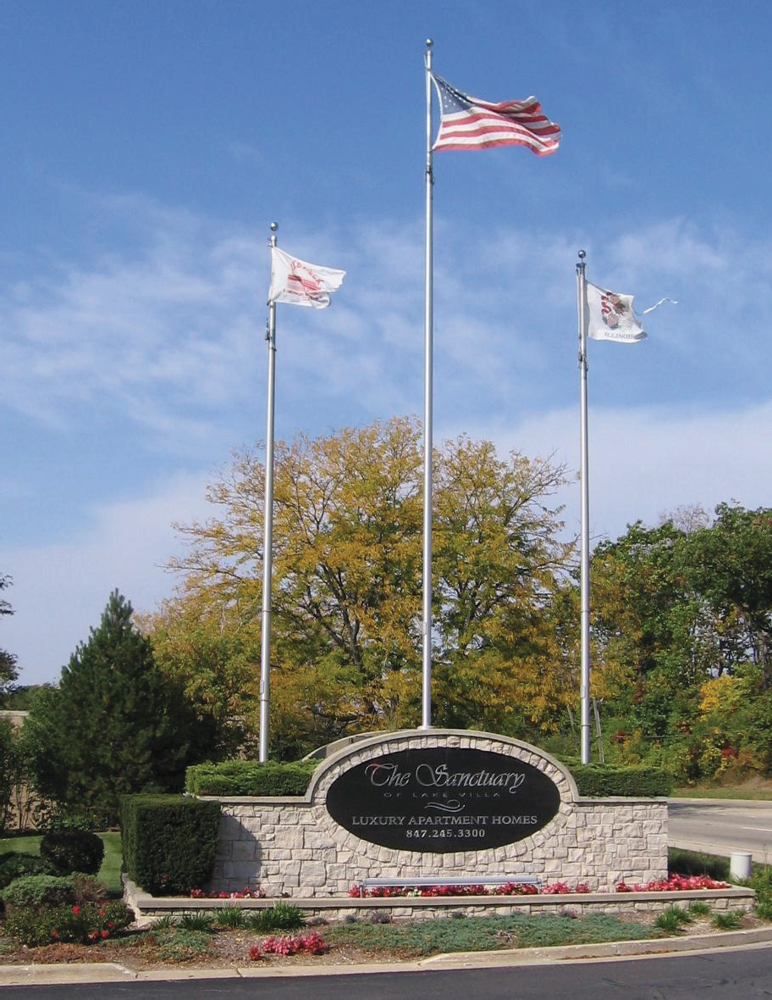 ILLINOIS
The Sanctuary
OF LAKE VILLA
LUXURY APARTMENT HOMES
847.245.3300